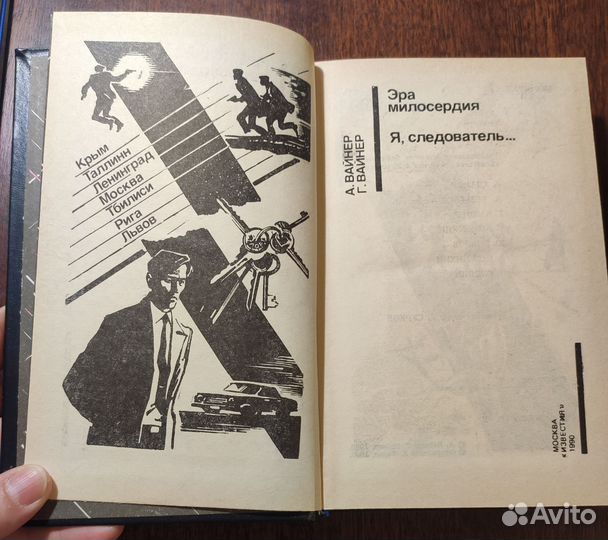 Крым
Таллинн
Ленинград
Москва
Тбилиси
Рига
Львов
А. ВАЙНЕР
Г. ВАЙНЕР
Эра
милосердия
Я, следователь...
МОСКВА
«ИЗВЕСТИЯ»
1990
Avito